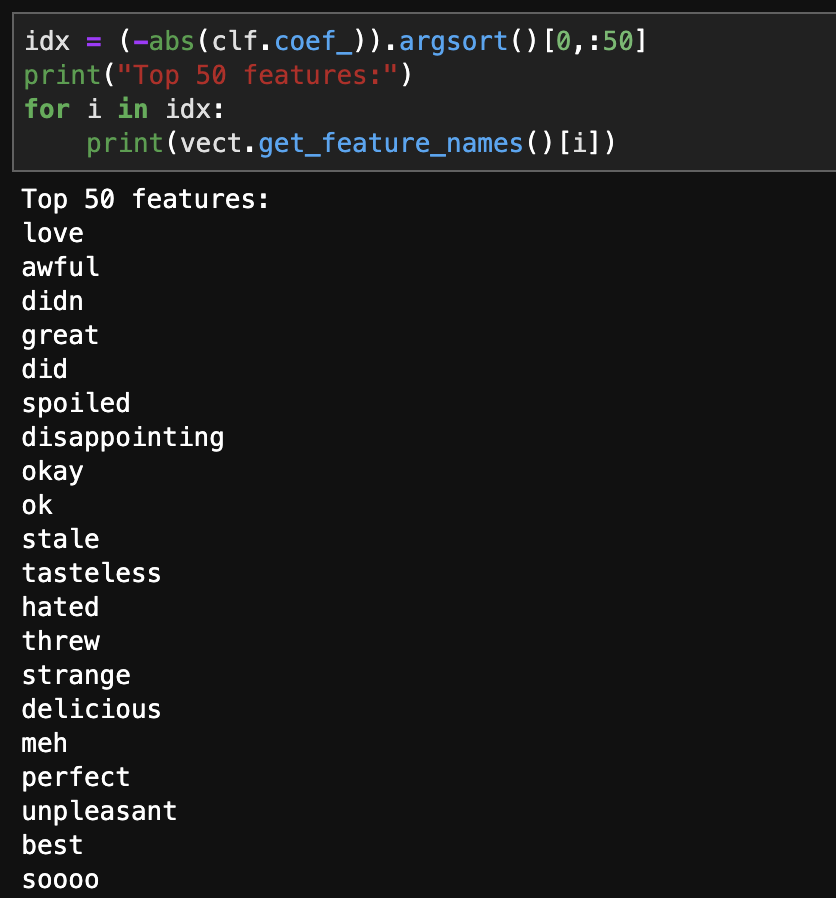 idx = (-abs(clf.coef_)).argsort()[0,:50]
print("Top 50 features:")
for i in idx:
    print(vect.get_feature_names()[i])
Top 50 features:
love
awful
didn
great
did
spoiled
disappointing
okay
ok
stale
tasteless
hated
threw
strange
delicious
meh
perfect
unpleasant
best
soooo